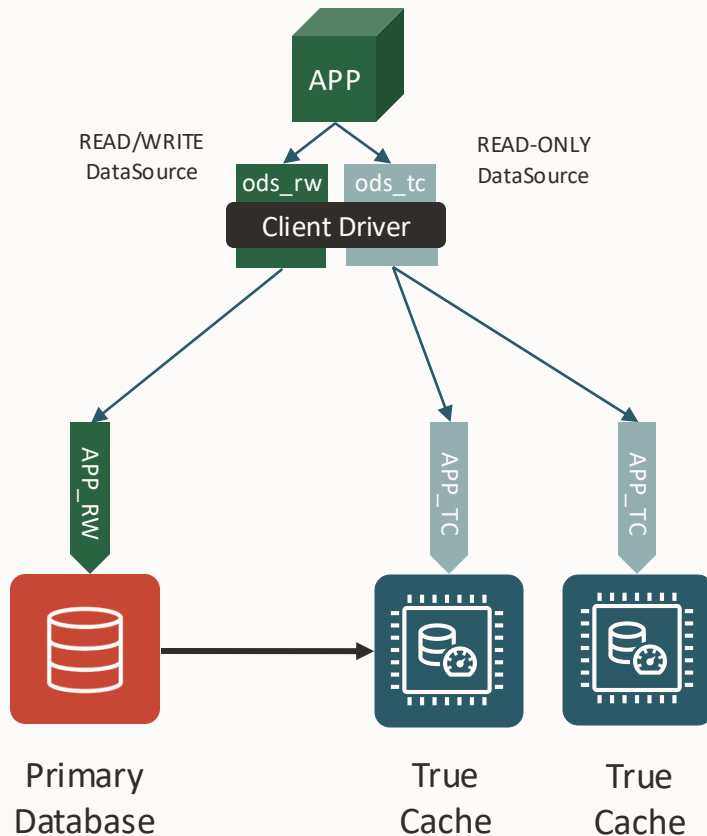 APP
READ/WRITE
DataSource
READ-ONLY
DataSource
ods_rw
ods_tc
Client Driver
APP_RW
APP_TC
APP_TC
Primary
Database
True
Cache
True
Cache